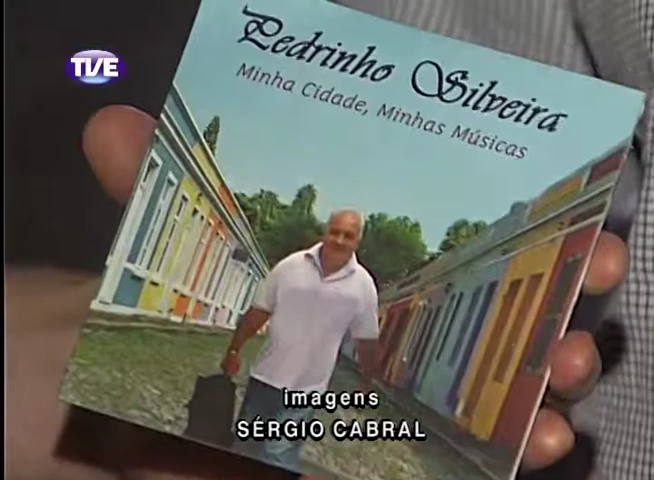 TVE
Pedrinho Silveira
Minha Cidade, Minhas Músicas
imagens
SÉRGIO CABRAL